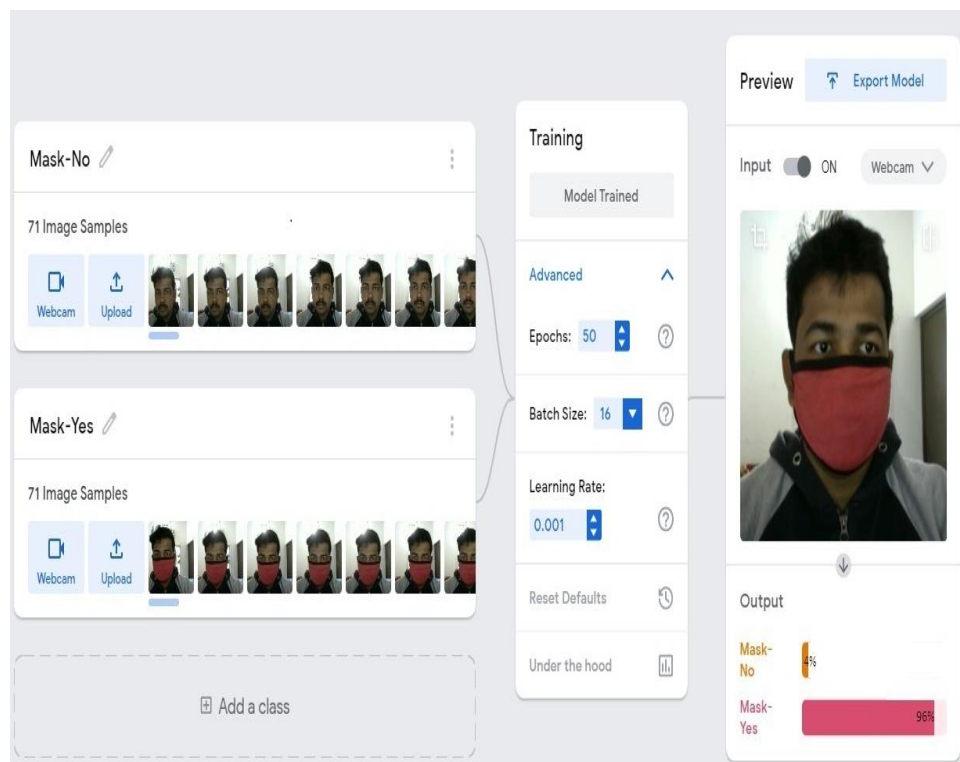 Mask-No
71 Image Samples
Webcam
Upload
Mask-Yes
71 Image Samples
Webcam
Upload
Add a class
Training
Model Trained
Advanced
Epochs: 50
Batch Size: 16
Learning Rate:
0.001
Reset Defaults
Under the hood
Preview
Export Model
Input ON Webcam
Output
Mask-
No
4%
Mask-
Yes
96%